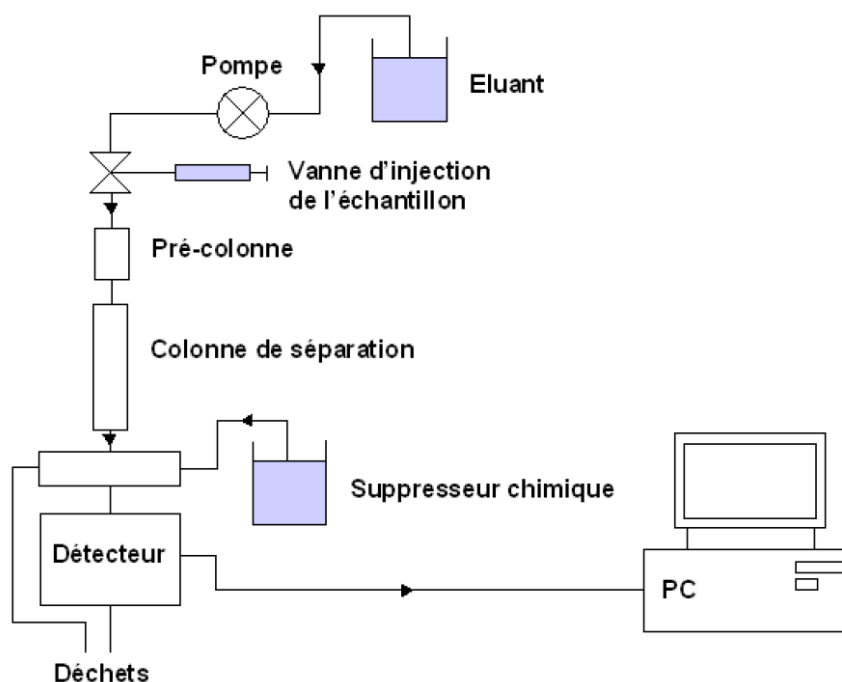 Pompe
Eluant
Vanne d'injection
de l'échantillon
Pré-colonne
Colonne de séparation
Suppresseur chimique
Détecteur
PC
Déchets